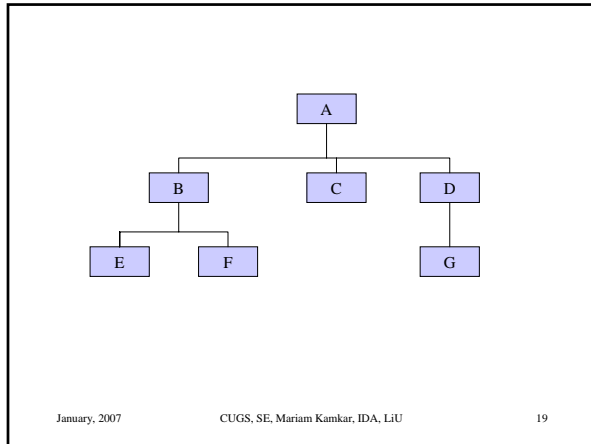 A
B C D
E F G
January, 2007 CUGS, SE, Mariam Kamkar, IDA, LiU 19